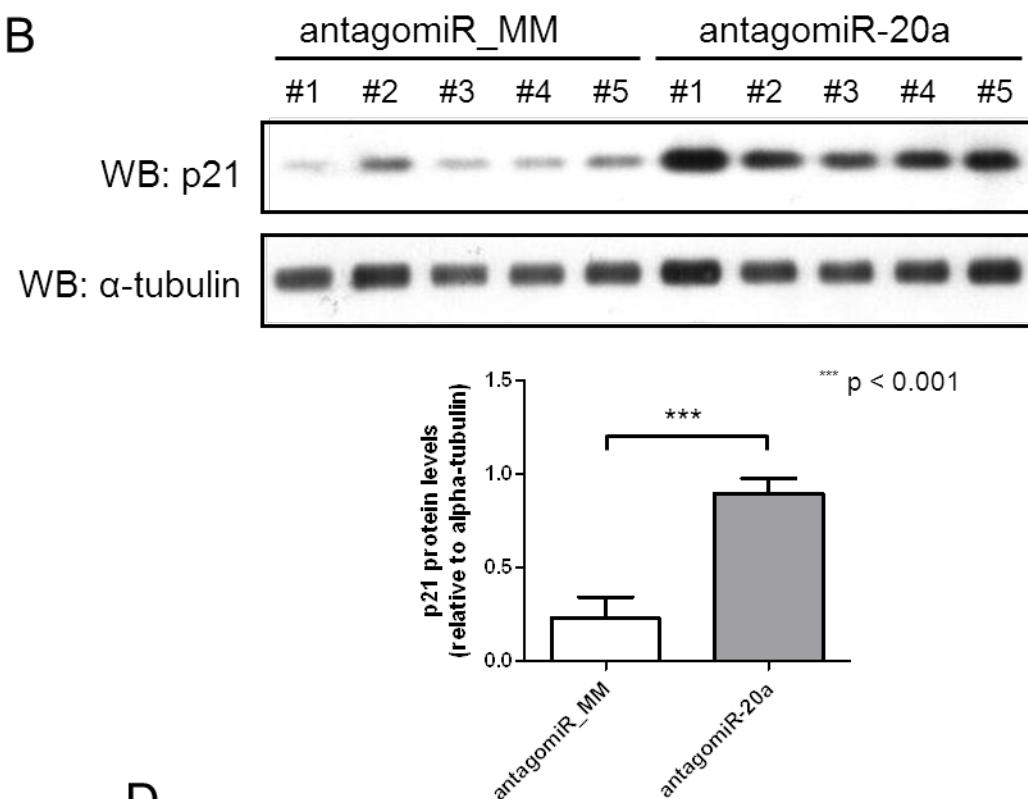 B
antagomiR_MM antagomiR-20a
#1 #2 #3 #4 #5 #1 #2 #3 #4 #5
WB: p21
WB: α-tubulin
*** p < 0.001
***
1.5
1.0
0.5
0.0
p21 protein levels
(relative to alpha-tubulin)
antagomiR_MM
antagomiR-20a
D